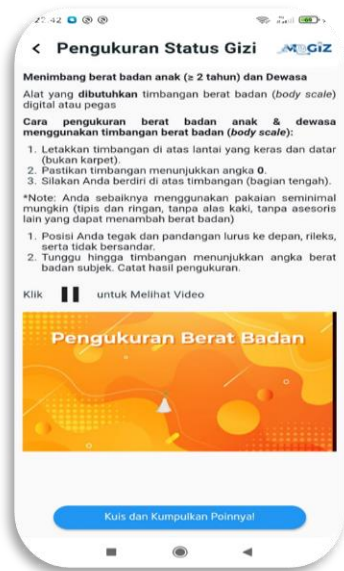 22:42
Pengukuran Status Gizi
MOGIZ
Menimbang berat badan anak (≥ 2 tahun) dan Dewasa
Alat yang dibutuhkan timbangan berat badan (body scale)
digital atau pegas
Cara pengukuran berat badan anak & dewasa
menggunakan timbangan berat badan (body scale):
1. Letakkan timbangan di atas lantai yang keras dan datar
(bukan karpet).
2. Pastikan timbangan menunjukkan angka 0.
3. Silakan Anda berdiri di atas timbangan (bagian tengah).
*Note: Anda sebaiknya menggunakan pakaian seminimal
mungkin (tipis dan ringan, tanpa alas kaki, tanpa asesoris
lain yang dapat menambah berat badan)
1. Posisi Anda tegak dan pandangan lurus ke depan, rileks,
serta tidak bersandar.
2. Tunggu hingga timbangan menunjukkan angka berat
badan subjek. Catat hasil pengukuran.
Klik untuk Melihat Video
Pengukuran Berat Badan
Kuis dan Kumpulkan Poinnya!